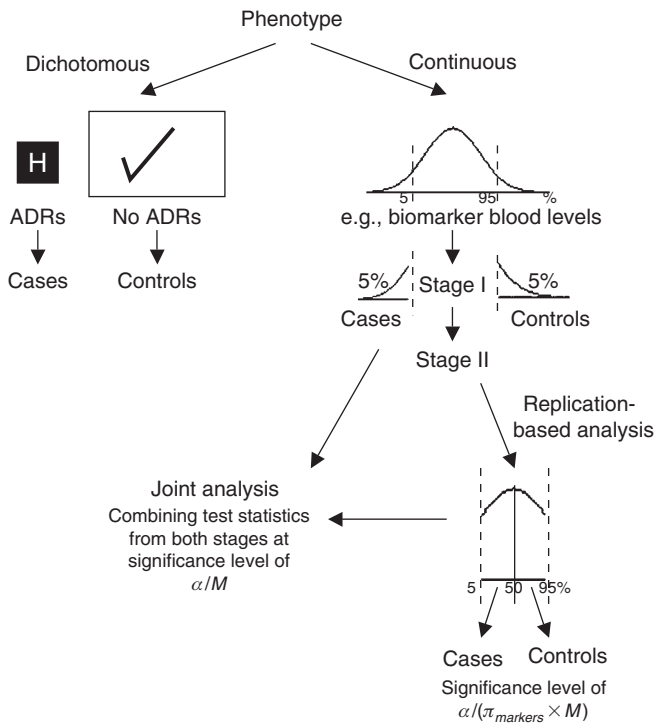 Phenotype
Dichotomous
Continuous
H
5
95
%
ADRs
No ADRs
e.g., biomarker blood levels
Cases
Controls
5%
Stage I
5%
Cases
Controls
Stage II
Replication-
based analysis
Joint analysis
Combining test statistics
from both stages at
significance level of
α/M
5
50
95%
Cases
Controls
Significance level of
α/(πmarkers × M)